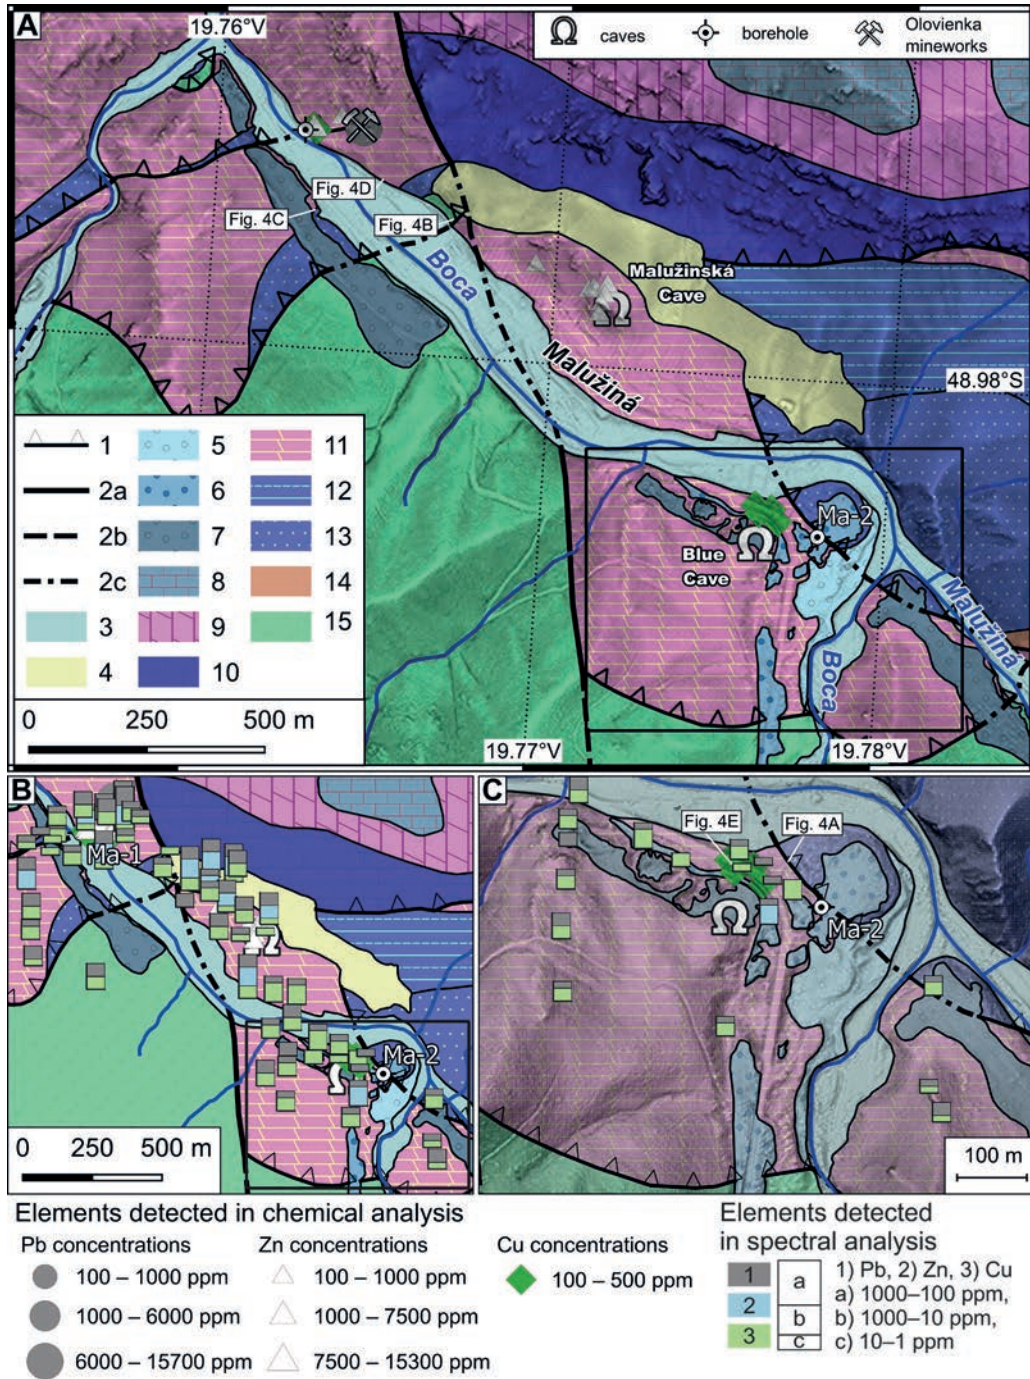 A
19.76°V
caves
borehole
Olovienka
mineworks
Fig. 4D
Fig. 4C
Fig. 4B
Boca
Malužinská
Cave
Malužiná
48.98°S
1
5
11
2a
6
12
2b
7
13
2c
8
14
3
9
15
4
10
0 250 500 m
Ma-2
Blue
Cave
Malužiná
Boca
19.77°V
19.78°V
B
Ma-1
Ma-2
0 250 500 m
C
Fig. 4E
Fig. 4A
Ma-2
100 m
Elements detected in chemical analysis
Pb concentrations
100 – 1000 ppm
1000 – 6000 ppm
6000 – 15700 ppm
Zn concentrations
100 – 1000 ppm
1000 – 7500 ppm
7500 – 15300 ppm
Cu concentrations
100 – 500 ppm
Elements detected
in spectral analysis
1 a 1) Pb, 2) Zn, 3) Cu
a) 1000–100 ppm,
2 b b) 1000–10 ppm,
3 c c) 10–1 ppm